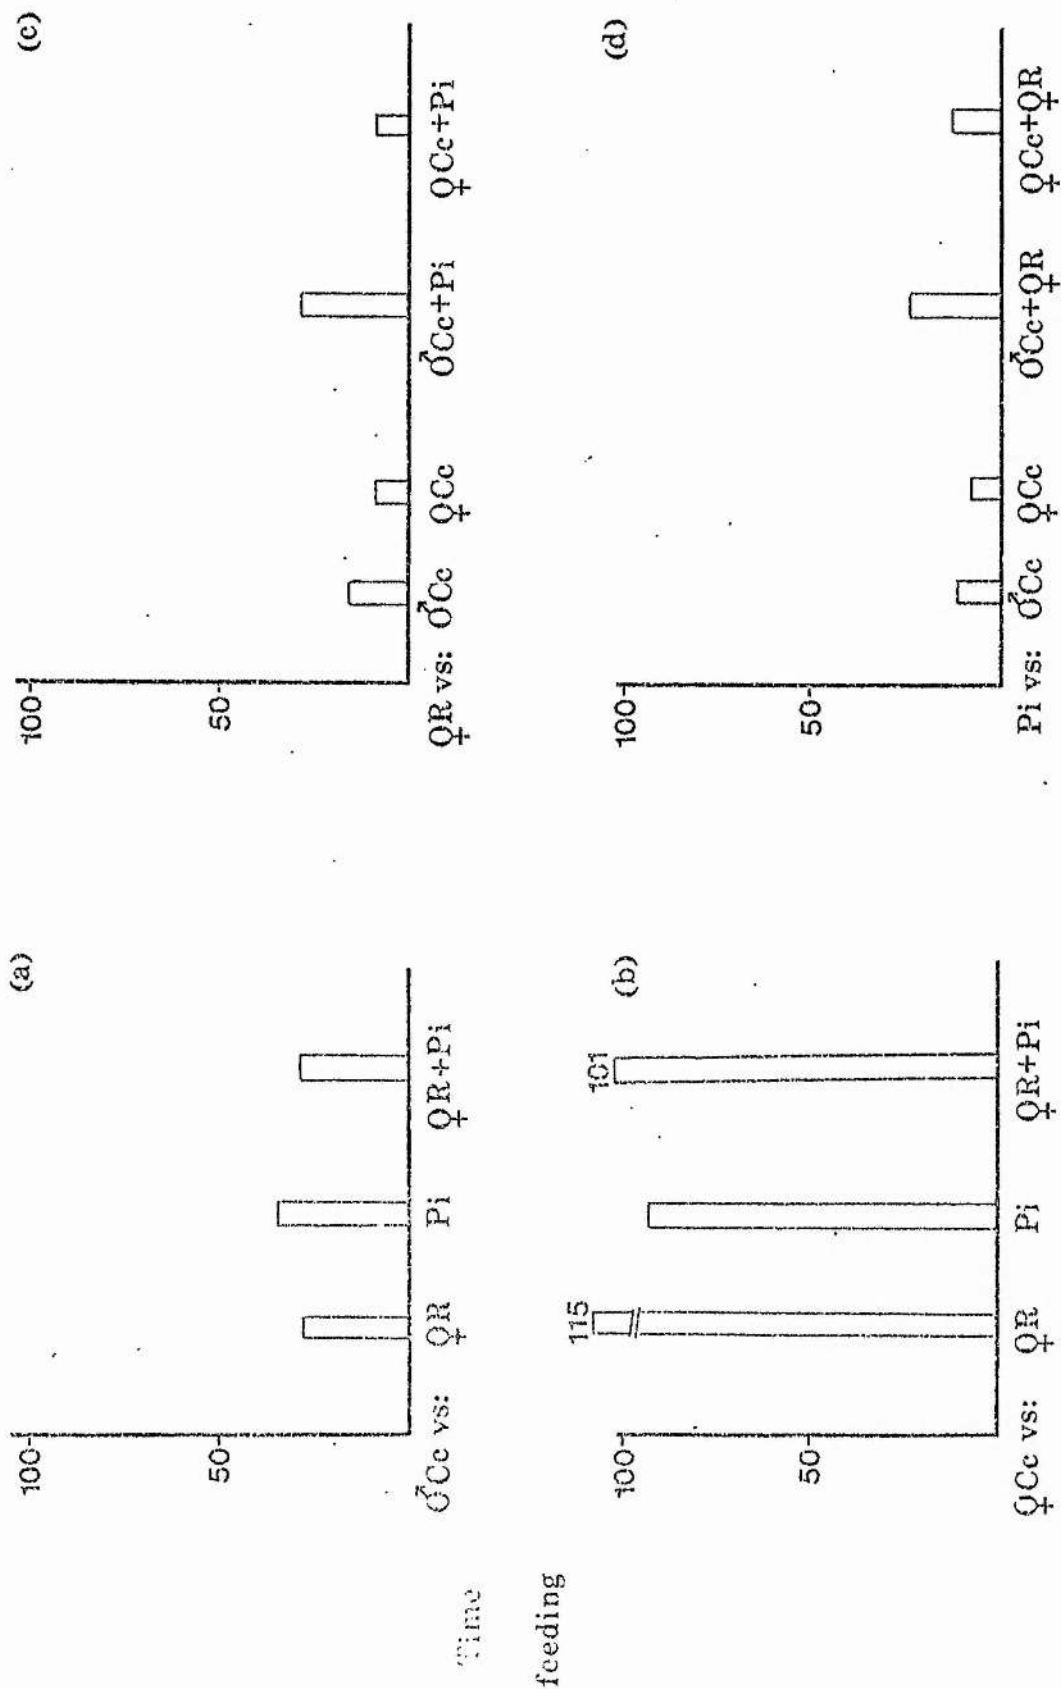 Time
feeding
(a)
100
50
♂Cc vs: ♀R Pi ♀R+Pi
(b)
115
101
100
50
♀Cc vs: ♀R Pi ♀R+Pi
(c)
100
50
♀R vs: ♂Cc ♀Cc ♂Cc+Pi ♀Cc+Pi
(d)
100
50
Pi vs: ♂Cc ♀Cc ♂Cc+♀R ♀Cc+♀R